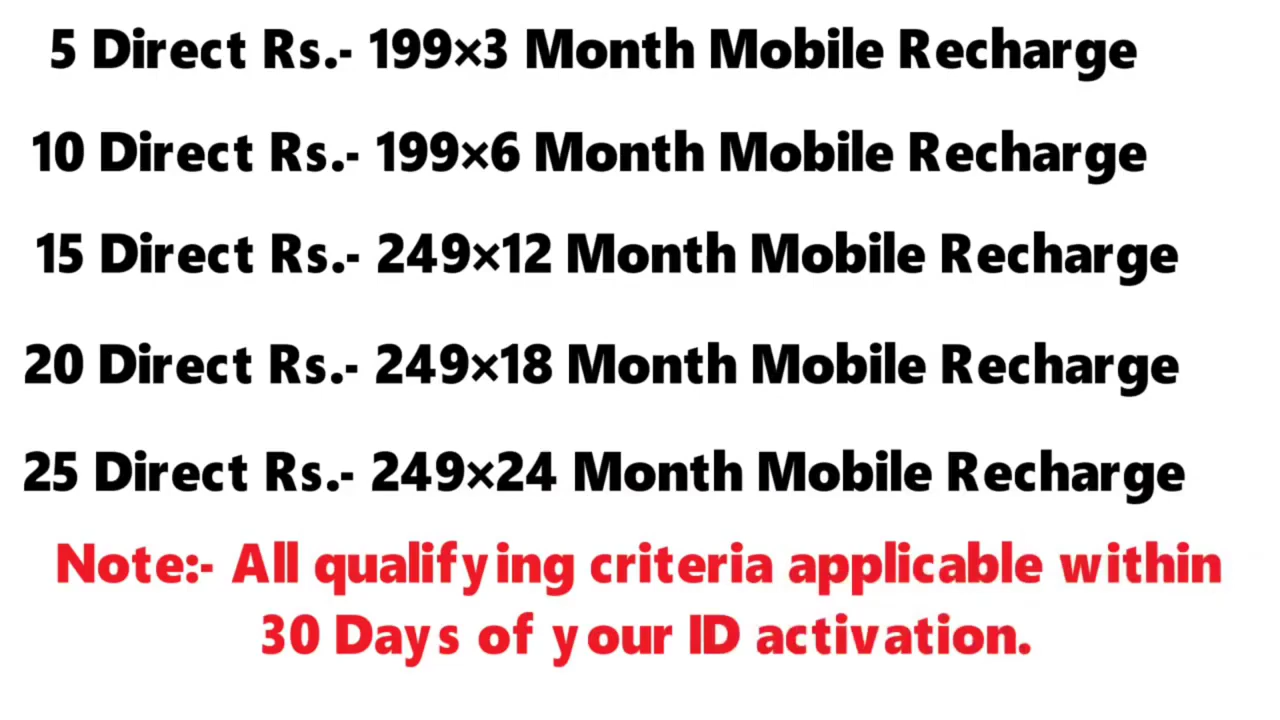 5 Direct Rs.- 199×3 Month Mobile Recharge
10 Direct Rs.- 199×6 Month Mobile Recharge
15 Direct Rs.- 249×12 Month Mobile Recharge
20 Direct Rs.- 249×18 Month Mobile Recharge
25 Direct Rs.- 249×24 Month Mobile Recharge
Note:- All qualifying criteria applicable within
30 Days of your ID activation.